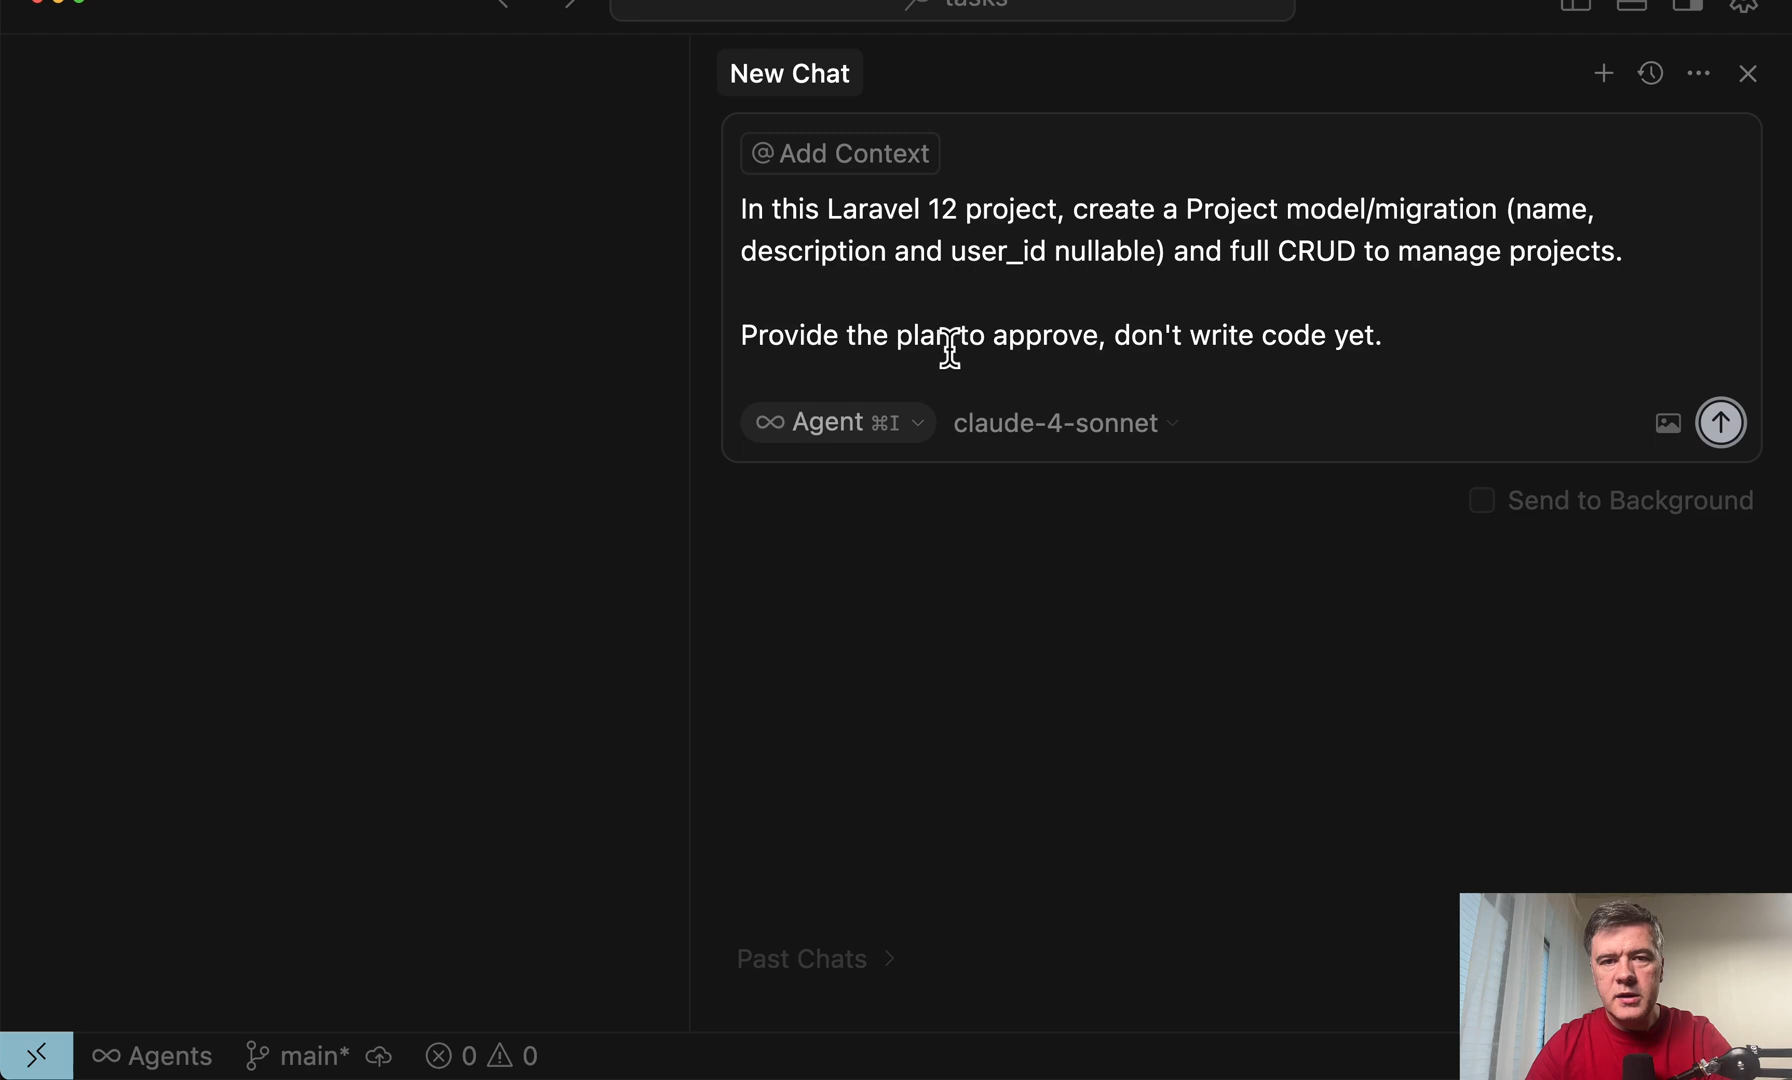 tasks
New Chat
@ Add Context
In this Laravel 12 project, create a Project model/migration (name,
description and user_id nullable) and full CRUD to manage projects.
Provide the plan to approve, don't write code yet.
Agent ⌘I claude-4-sonnet
Send to Background
Past Chats
Agents main* 0 0